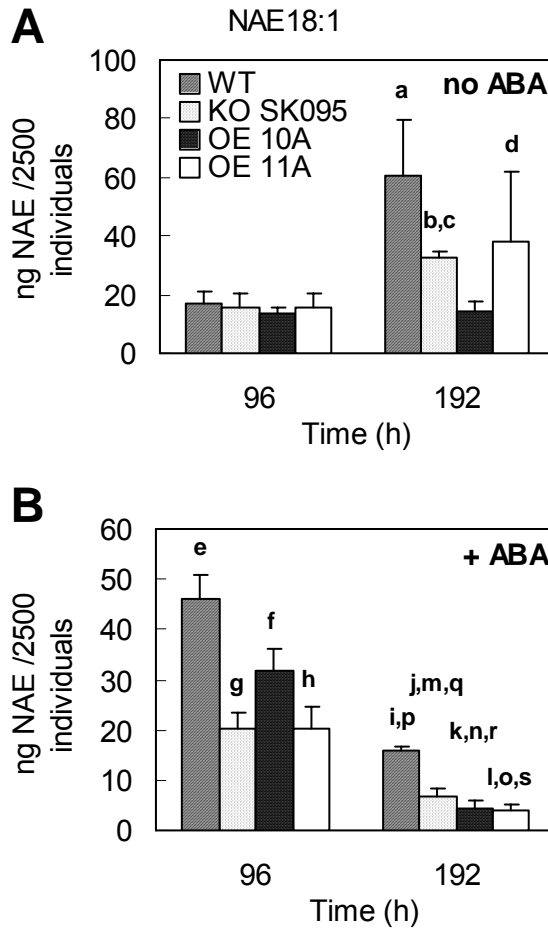 A
NAE18:1
100
80
60
40
20
0
ng NAE /2500
individuals
WT
KO SK095
OE 10A
OE 11A
no ABA
a
b,c
d
96
192
Time (h)
B
60
50
40
30
20
10
0
ng NAE /2500
individuals
+ ABA
e
g
f
h
j,m,q
i,p
k,n,r
l,o,s
96
192
Time (h)